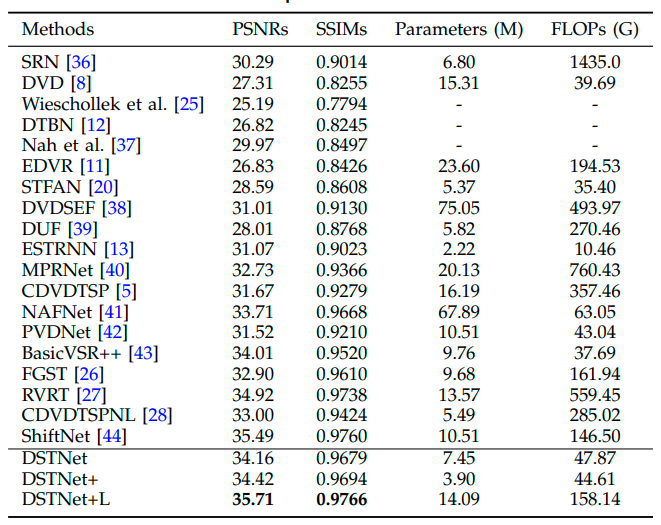 Methods PSNRs SSIMs Parameters (M) FLOPs (G)
SRN [36] 30.29 0.9014 6.80 1435.0
DVD [8] 27.31 0.8255 15.31 39.69
Wieschollek et al. [25] 25.19 0.7794 - -
DTBN [12] 26.82 0.8245 - -
Nah et al. [37] 29.97 0.8497 - -
EDVR [11] 26.83 0.8426 23.60 194.53
STFAN [20] 28.59 0.8608 5.37 35.40
DVDSEF [38] 31.01 0.9130 75.05 493.97
DUF [39] 28.01 0.8768 5.82 270.46
ESTRNN [13] 31.07 0.9023 2.22 10.46
MPRNet [40] 32.73 0.9366 20.13 760.43
CDVDTSP [5] 31.67 0.9279 16.19 357.46
NAFNet [41] 33.71 0.9668 67.89 63.05
PVDNet [42] 31.52 0.9210 10.51 43.04
BasicVSR++ [43] 34.01 0.9520 9.76 37.69
FGST [26] 32.90 0.9610 9.68 161.94
RVRT [27] 34.92 0.9738 13.57 559.45
CDVDTSPNL [28] 33.00 0.9424 5.49 285.02
ShiftNet [44] 35.49 0.9760 10.51 146.50
DSTNet 34.16 0.9679 7.45 47.87
DSTNet+ 34.42 0.9694 3.90 44.61
DSTNet+L 35.71 0.9766 14.09 158.14